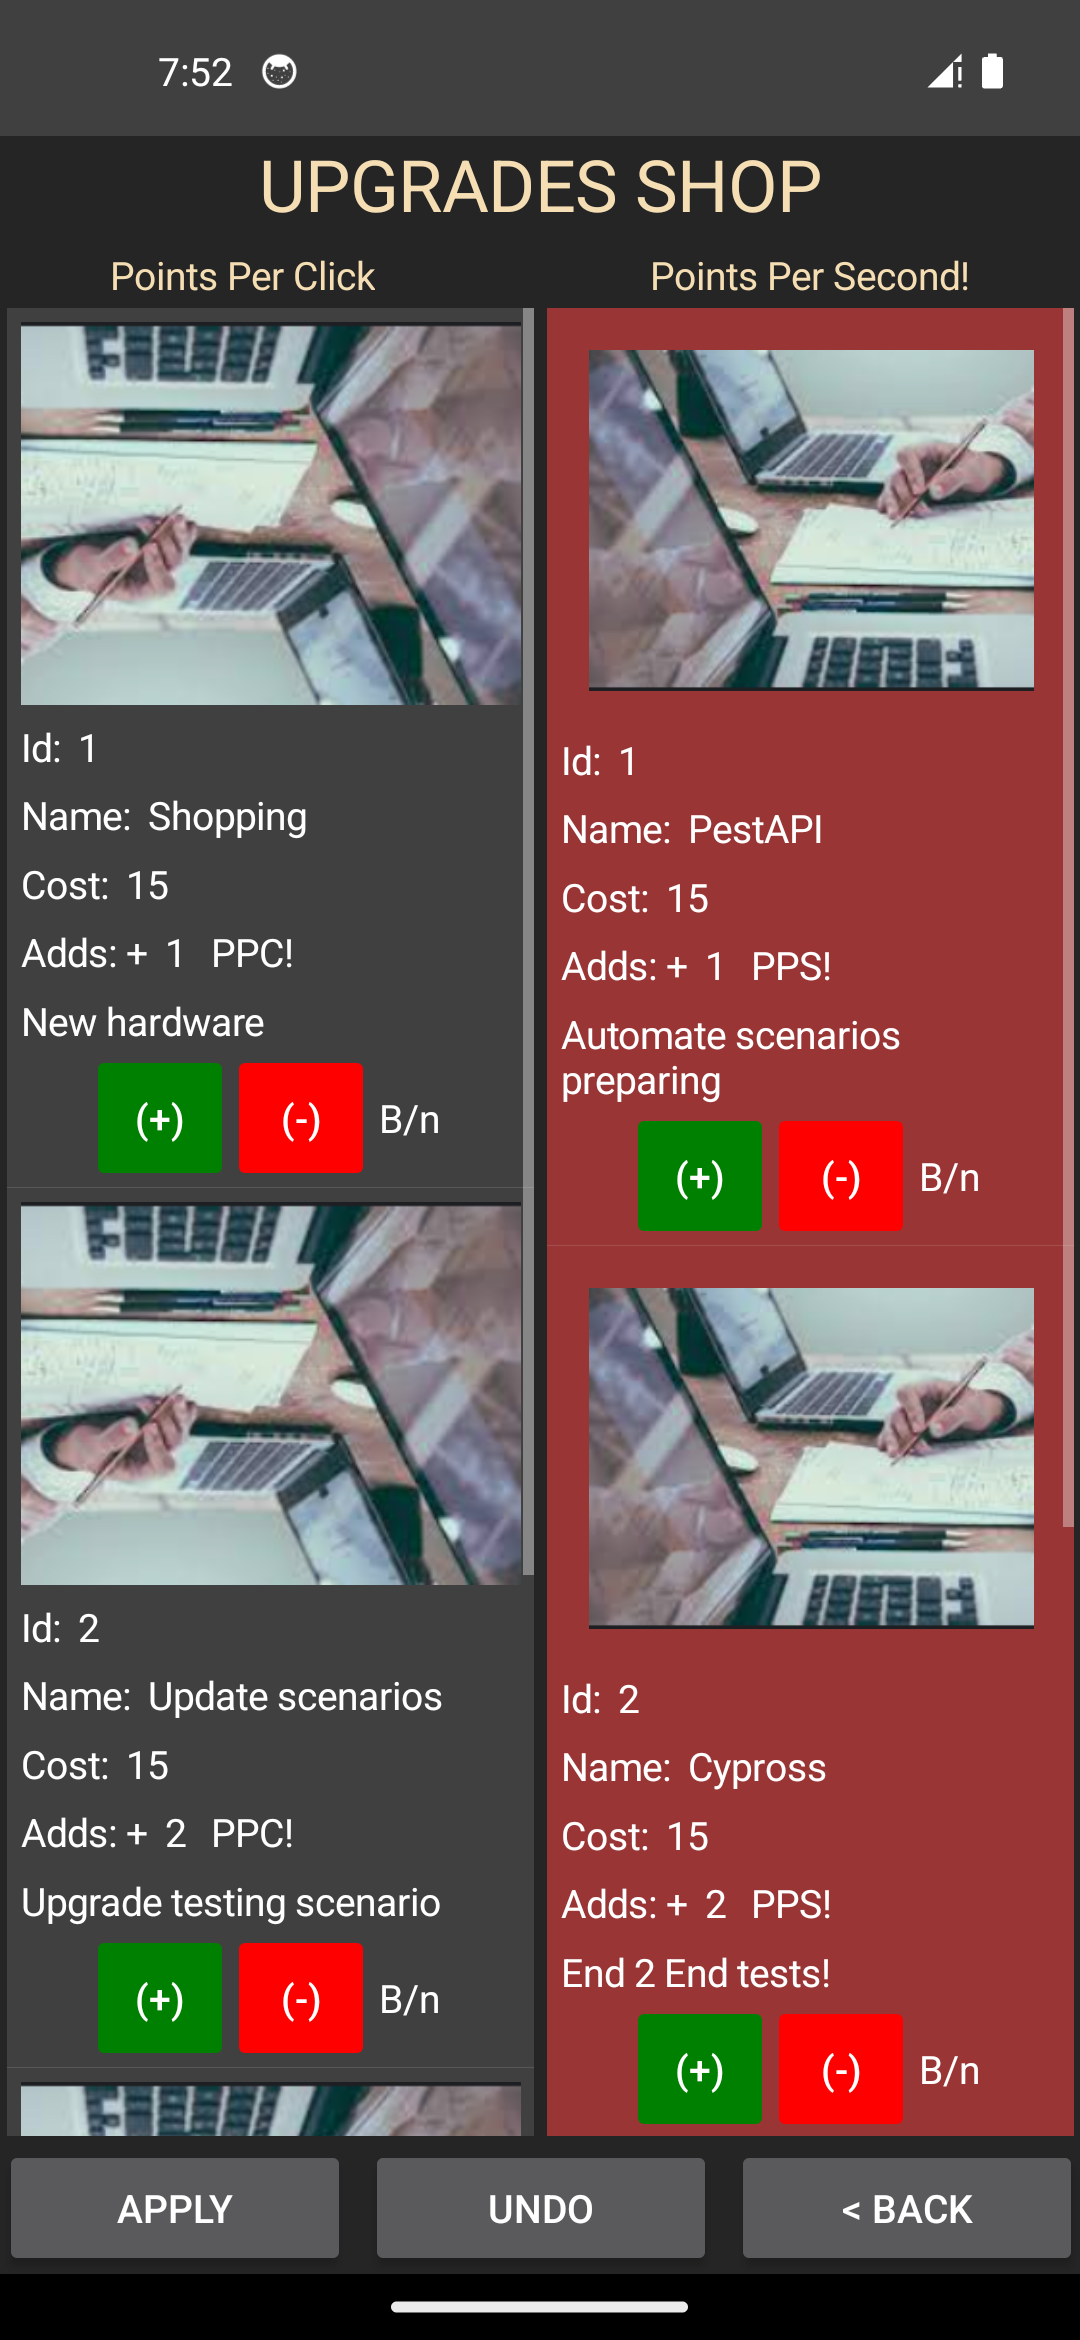 7:52
UPGRADES SHOP
Points Per Click
Id: 1
Name: Shopping
Cost: 15
Adds: + 1 PPC!
New hardware
(+) (-) B/n
Id: 2
Name: Update scenarios
Cost: 15
Adds: + 2 PPC!
Upgrade testing scenario
(+) (-) B/n
Points Per Second!
Id: 1
Name: PestAPI
Cost: 15
Adds: + 1 PPS!
Automate scenarios
preparing
(+) (-) B/n
Id: 2
Name: Cypross
Cost: 15
Adds: + 2 PPS!
End 2 End tests!
(+) (-) B/n
APPLY UNDO < BACK